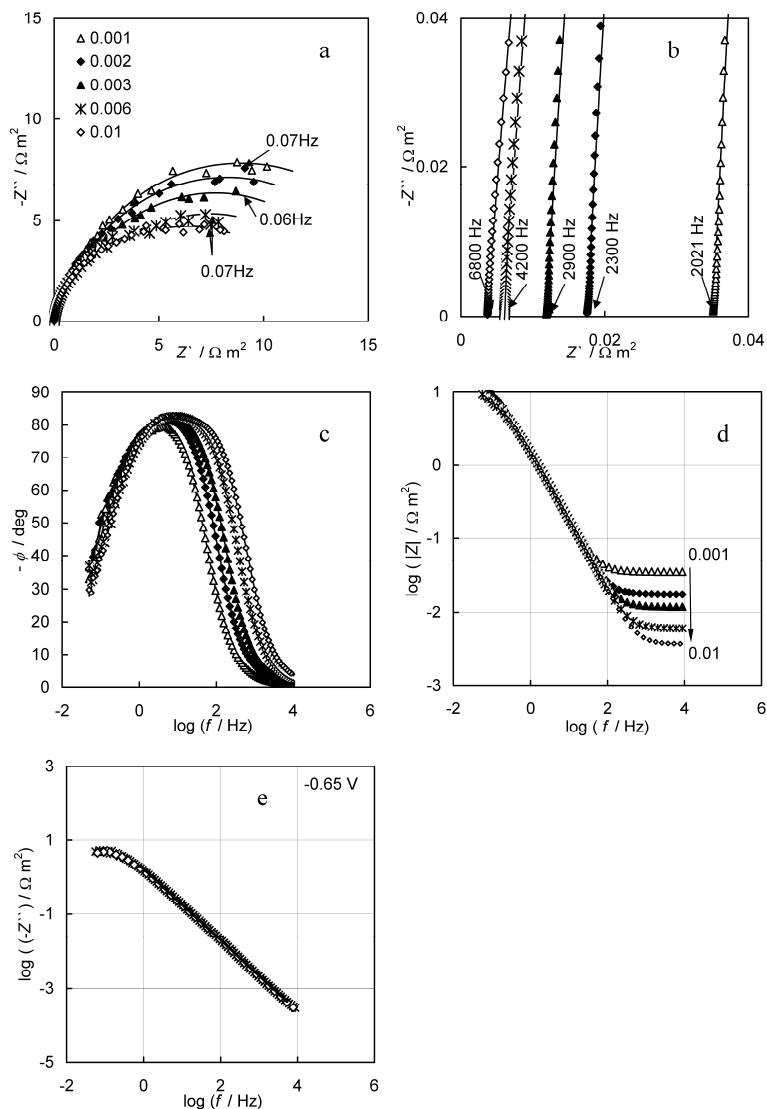 15
10
5
0
-Z`` / Ω m²
0.001
0.002
0.003
0.006
0.01
a
0.07Hz
0.06Hz
0.07Hz
0 5 10 15
Z` / Ω m²
0.04
0.02
0
-Z`` / Ω m²
b
6800 Hz
4200 Hz
2900 Hz
2300 Hz
2021 Hz
0 0.02 0.04
Z` / Ω m²
90
80
70
60
50
40
30
20
10
0
- ϕ / deg
c
-2 0 2 4 6
log (f / Hz)
1
0
-1
-2
-3
log ( |Z| / Ω m²)
d
0.001
0.01
-2 0 2 4 6
log ( f / Hz)
3
1
-1
-3
-5
log ( (-Z``) / Ω m²)
e
-0.65 V
-2 0 2 4 6
log (f / Hz)